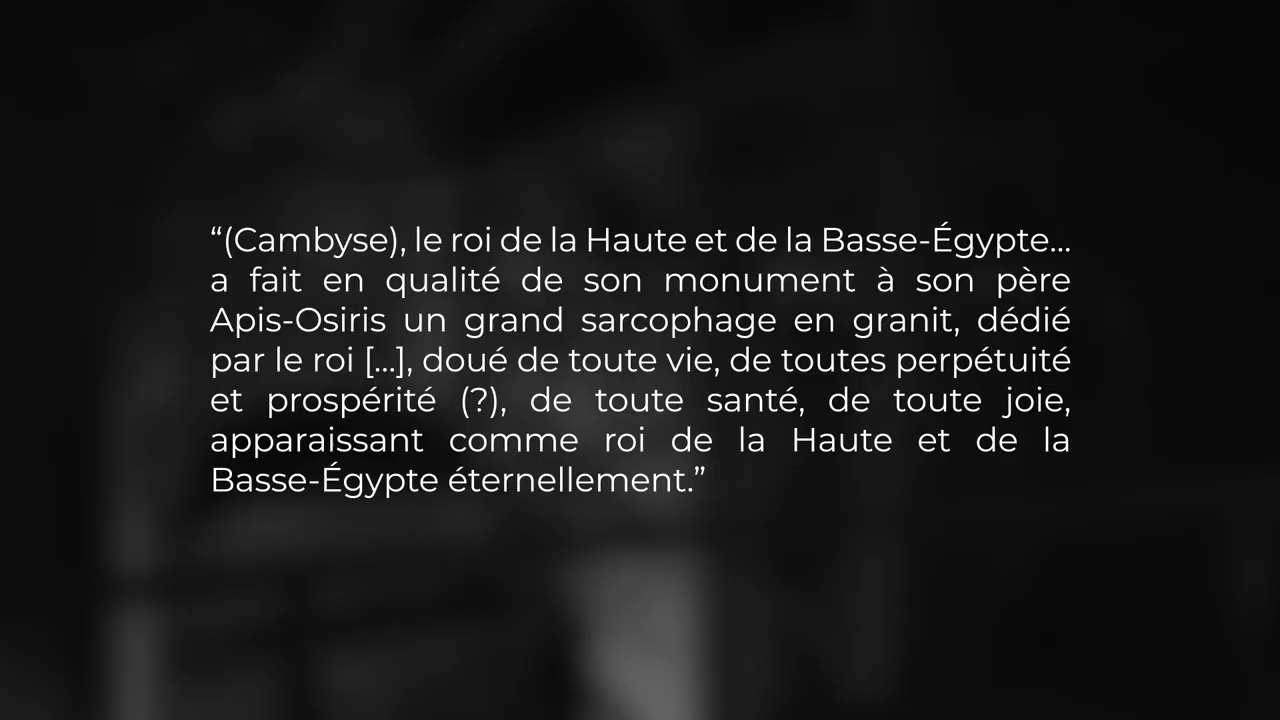 “(Cambyse), le roi de la Haute et de la Basse-Égypte...
a fait en qualité de son monument à son père
Apis-Osiris un grand sarcophage en granit, dédié
par le roi [...], doué de toute vie, de toutes perpétuité
et prospérité (?), de toute santé, de toute joie,
apparaissant comme roi de la Haute et de la
Basse-Égypte éternellement.”